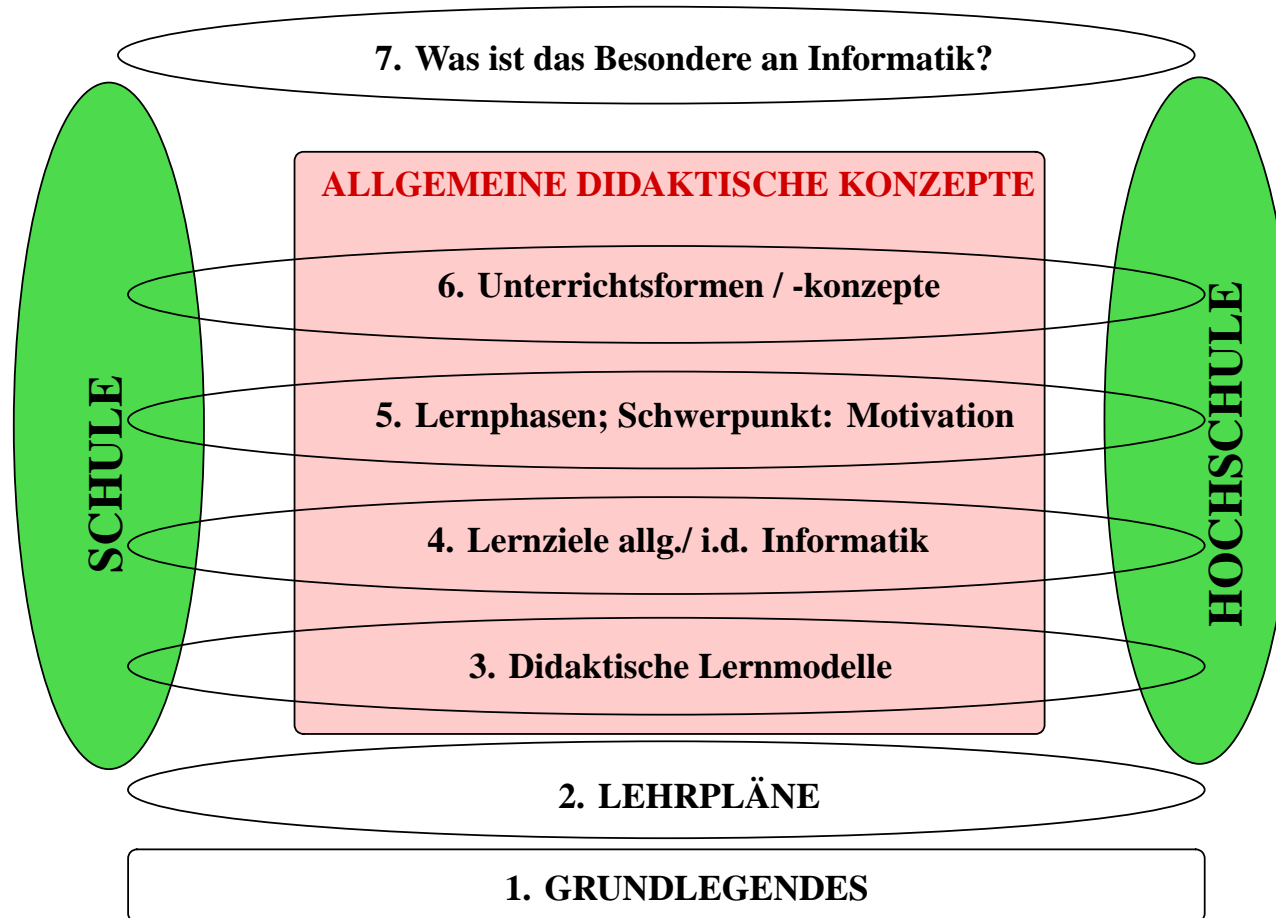 7. Was ist das Besondere an Informatik?
ALLGEMEINE DIDAKTISCHE KONZEPTE
6. Unterrichtsformen / -konzepte
5. Lernphasen; Schwerpunkt: Motivation
4. Lernziele allg./ i.d. Informatik
3. Didaktische Lernmodelle
2. LEHRPLÄNE
1. GRUNDLEGENDES
SCHULE
HOCHSCHULE